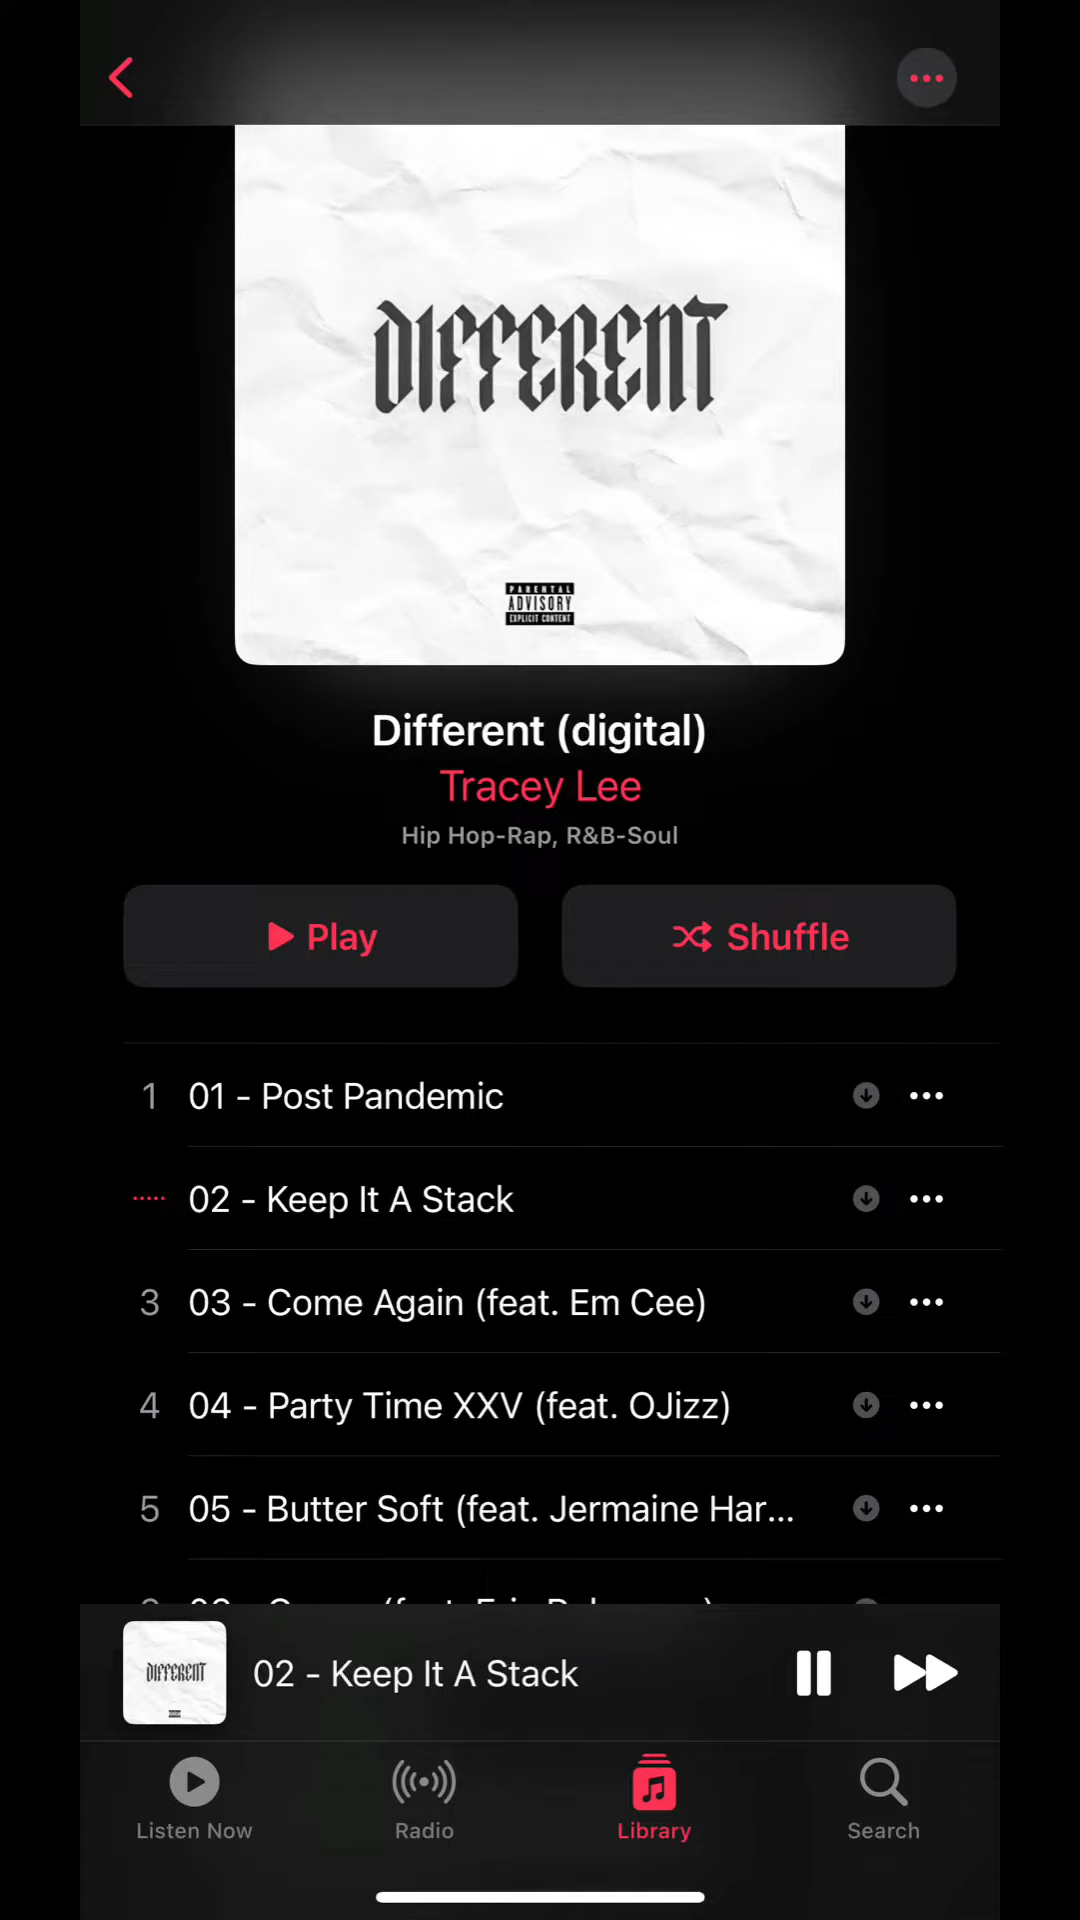 DIFFERENT
PARENTAL
ADVISORY
EXPLICIT CONTENT
Different (digital)
Tracey Lee
Hip Hop-Rap, R&B-Soul
Play
Shuffle
1 01 - Post Pandemic
02 - Keep It A Stack
3 03 - Come Again (feat. Em Cee)
4 04 - Party Time XXV (feat. OJizz)
5 05 - Butter Soft (feat. Jermaine Har...
DIFFERENT
02 - Keep It A Stack
Listen Now
Radio
Library
Search